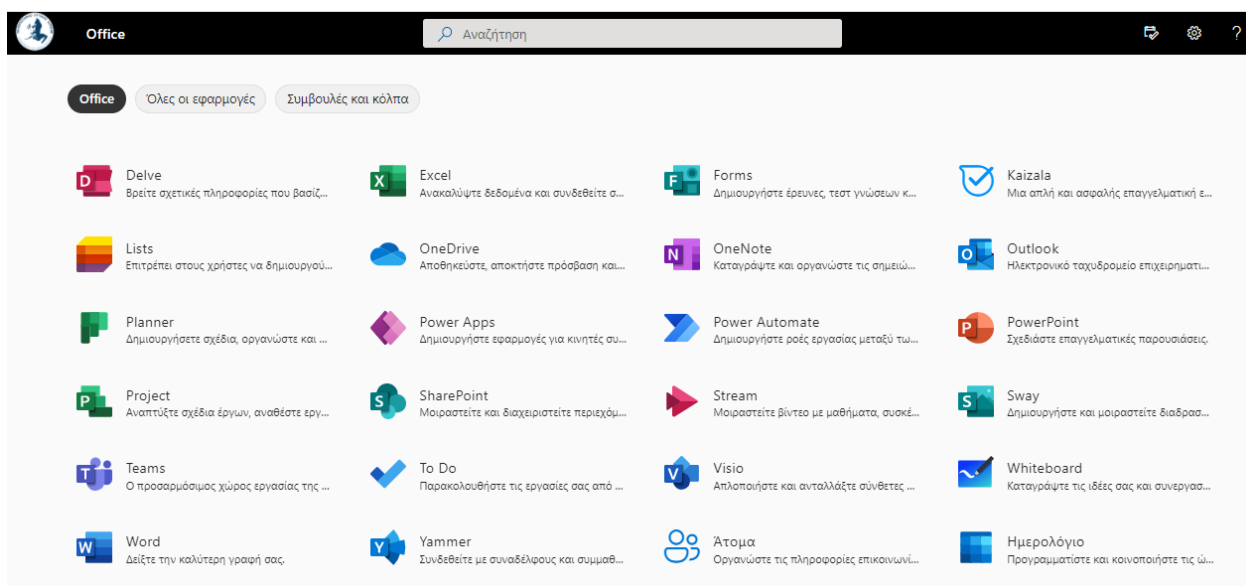 Office
Αναζήτηση
?
Office
Όλες οι εφαρμογές
Συμβουλές και κόλπα
Delve
Βρείτε σχετικές πληροφορίες που βασίζ...
Excel
Ανακαλύψτε δεδομένα και συνδεθείτε σ...
Forms
Δημιουργήστε έρευνες, τεστ γνώσεων κ...
Kaizala
Μια απλή και ασφαλής επαγγελματική ε...
Lists
Επιτρέπει στους χρήστες να δημιουργού...
OneDrive
Αποθηκεύστε, αποκτήστε πρόσβαση και...
OneNote
Καταγράψτε και οργανώστε τις σημειώ...
Outlook
Ηλεκτρονικό ταχυδρομείο επιχειρηματι...
Planner
Δημιουργήσετε σχέδια, οργανώστε και ...
Power Apps
Δημιουργήστε εφαρμογές για κινητές συ...
Power Automate
Δημιουργήστε ροές εργασίας μεταξύ τω...
PowerPoint
Σχεδιάστε επαγγελματικές παρουσιάσεις.
Project
Αναπτύξτε σχέδια έργων, αναθέστε εργ...
SharePoint
Μοιραστείτε και διαχειριστείτε περιεχόμ...
Stream
Μοιραστείτε βίντεο με μαθήματα, συσκέ...
Sway
Δημιουργήστε και μοιραστείτε διαδρασ...
Teams
Ο προσαρμόσιμος χώρος εργασίας της ...
To Do
Παρακολουθήστε τις εργασίες σας από ...
Visio
Απλοποιήστε και ανταλλάξτε σύνθετες ...
Whiteboard
Καταγράψτε τις ιδέες σας και συνεργασ...
Word
Δείξτε την καλύτερη γραφή σας.
Yammer
Συνδεθείτε με συναδέλφους και συμμαθ...
Άτομα
Οργανώστε τις πληροφορίες επικοινωνί...
Ημερολόγιο
Προγραμματίστε και κοινοποιήστε τις ώ...